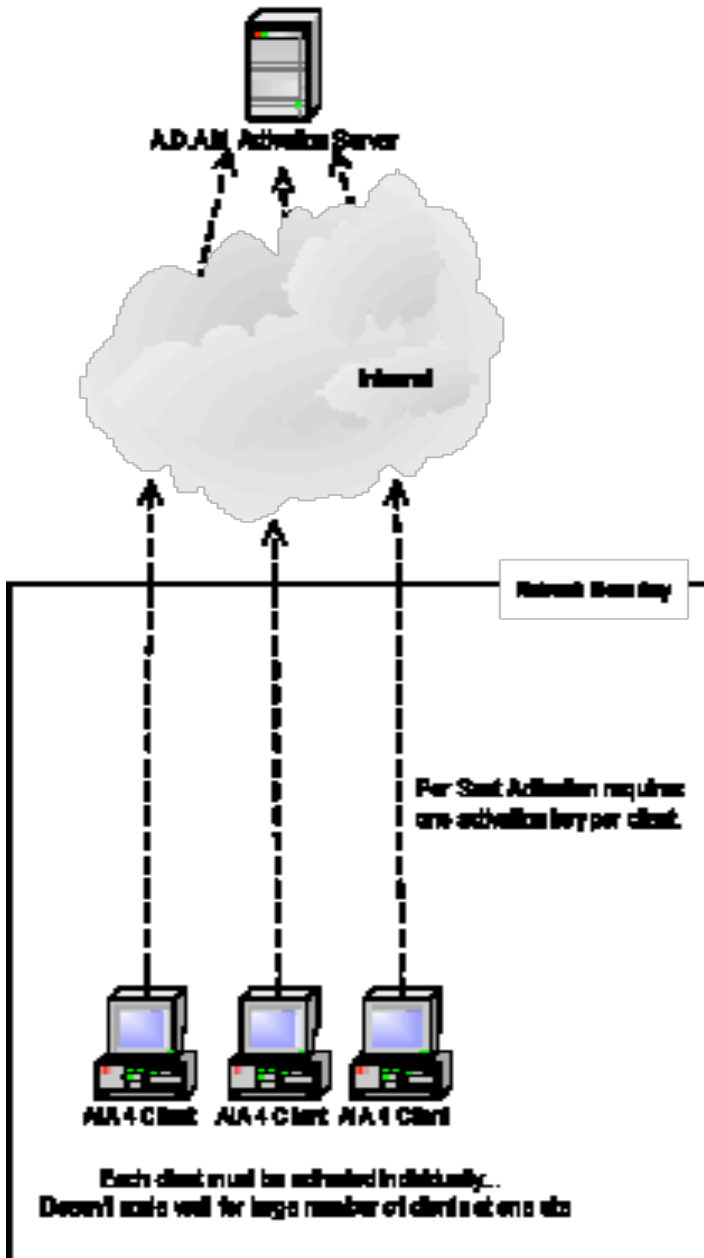 A.D.A.M. Activation Server
Internet
Network Boundary
Per Seat Activation requires
one activation key per client.
AIA 4 Client AIA 4 Client AIA 4 Client
Each client must be activated individually...
Doesn't scale well for large number of clients at one site